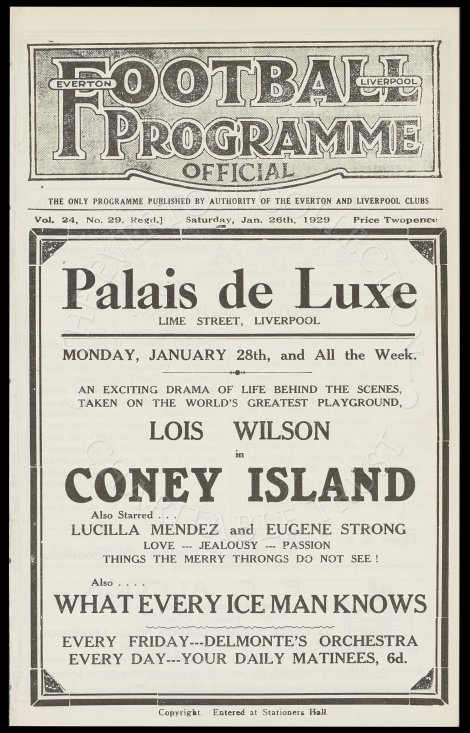 FOOTBALL
EVERTON
LIVERPOOL
PROGRAMME
OFFICIAL
THE ONLY PROGRAMME PUBLISHED BY AUTHORITY OF THE EVERTON AND LIVERPOOL CLUBS
Vol. 24, No. 29. Regd.] Saturday, Jan. 26th, 1929 Price Twopence
Palais de Luxe
LIME STREET, LIVERPOOL
MONDAY, JANUARY 28th, and All the Week.
AN EXCITING DRAMA OF LIFE BEHIND THE SCENES,
TAKEN ON THE WORLD'S GREATEST PLAYGROUND,
LOIS WILSON
in
CONEY ISLAND
Also Starred . . .
LUCILLA MENDEZ and EUGENE STRONG
LOVE --- JEALOUSY --- PASSION
THINGS THE MERRY THRONGS DO NOT SEE !
Also . . . .
WHAT EVERY ICE MAN KNOWS
EVERY FRIDAY---DELMONTE'S ORCHESTRA
EVERY DAY---YOUR DAILY MATINEES, 6d.
Copyright. Entered at Stationers Hall.